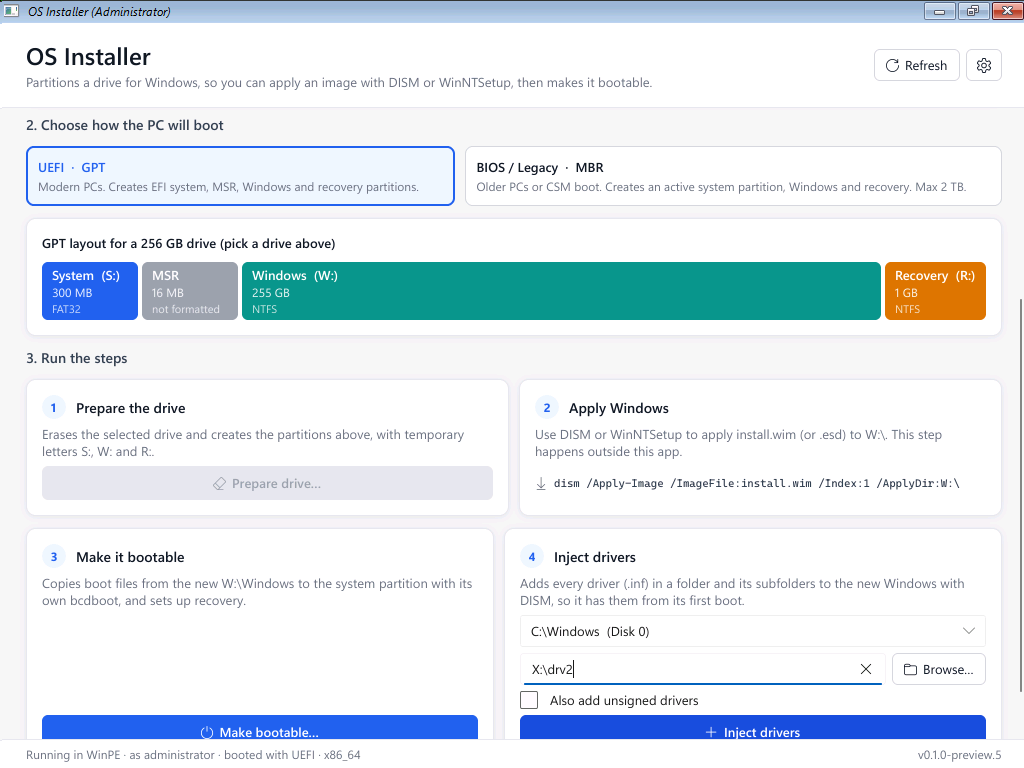 OS Installer (Administrator)
OS Installer
Partitions a drive for Windows, so you can apply an image with DISM or WinNTSetup, then makes it bootable.
Refresh
2. Choose how the PC will boot
UEFI · GPT
Modern PCs. Creates EFI system, MSR, Windows and recovery partitions.
BIOS / Legacy · MBR
Older PCs or CSM boot. Creates an active system partition, Windows and recovery. Max 2 TB.
GPT layout for a 256 GB drive (pick a drive above)
System (S:)
300 MB
FAT32
MSR
16 MB
not formatted
Windows (W:)
255 GB
NTFS
Recovery (R:)
1 GB
NTFS
3. Run the steps
1 Prepare the drive
Erases the selected drive and creates the partitions above, with temporary
letters S:, W: and R:.
Prepare drive...
2 Apply Windows
Use DISM or WinNTSetup to apply install.wim (or .esd) to W:\. This step
happens outside this app.
dism /Apply-Image /ImageFile:install.wim /Index:1 /ApplyDir:W:\
3 Make it bootable
Copies boot files from the new W:\Windows to the system partition with its
own bcdboot, and sets up recovery.
Make bootable...
4 Inject drivers
Adds every driver (.inf) in a folder and its subfolders to the new Windows with
DISM, so it has them from its first boot.
C:\Windows (Disk 0)
X:\drv2
Browse...
Also add unsigned drivers
Inject drivers
Running in WinPE · as administrator · booted with UEFI · x86_64
v0.1.0-preview.5